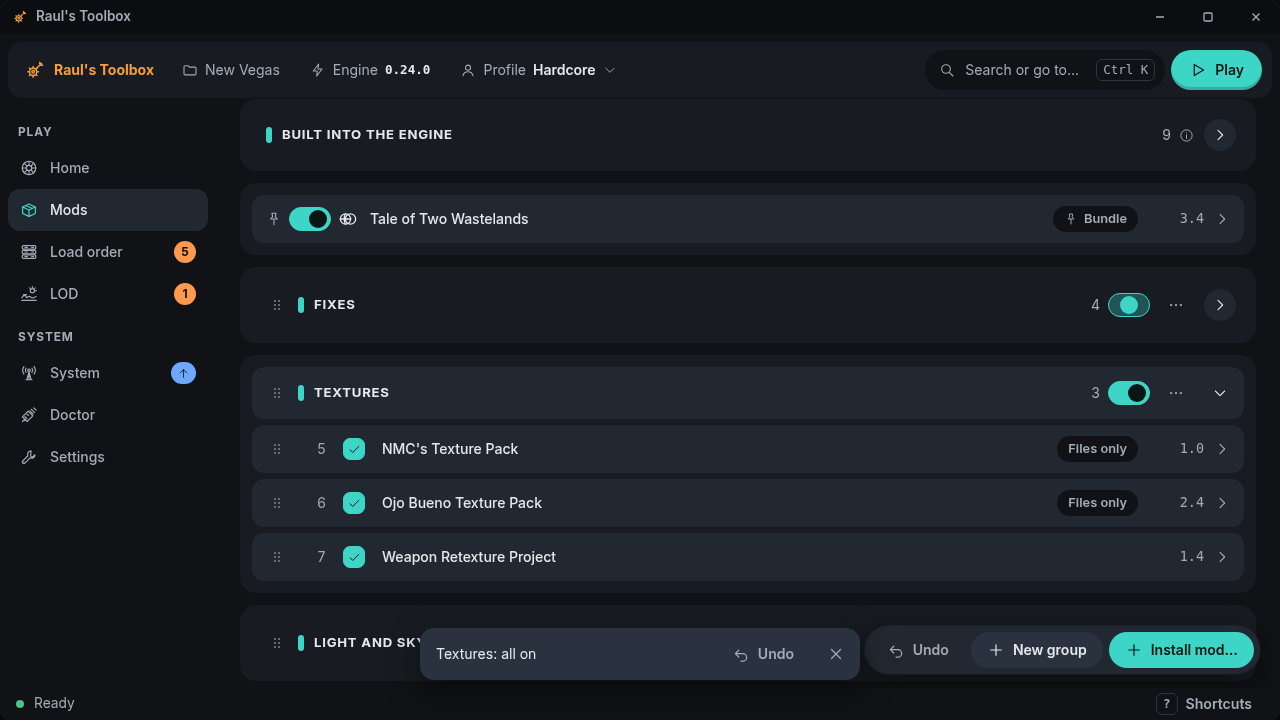 Raul's Toolbox
Raul's Toolbox
New Vegas
Engine 0.24.0
Profile Hardcore
Search or go to...
Ctrl K
Play
PLAY
Home
Mods
Load order
5
LOD
1
SYSTEM
System
Doctor
Settings
BUILT INTO THE ENGINE
9
Tale of Two Wastelands
Bundle
3.4
FIXES
4
TEXTURES
3
5
NMC's Texture Pack
Files only
1.0
6
Ojo Bueno Texture Pack
Files only
2.4
7
Weapon Retexture Project
1.4
LIGHT AND SKY
Textures: all on
Undo
Undo
New group
Install mod...
Ready
? Shortcuts